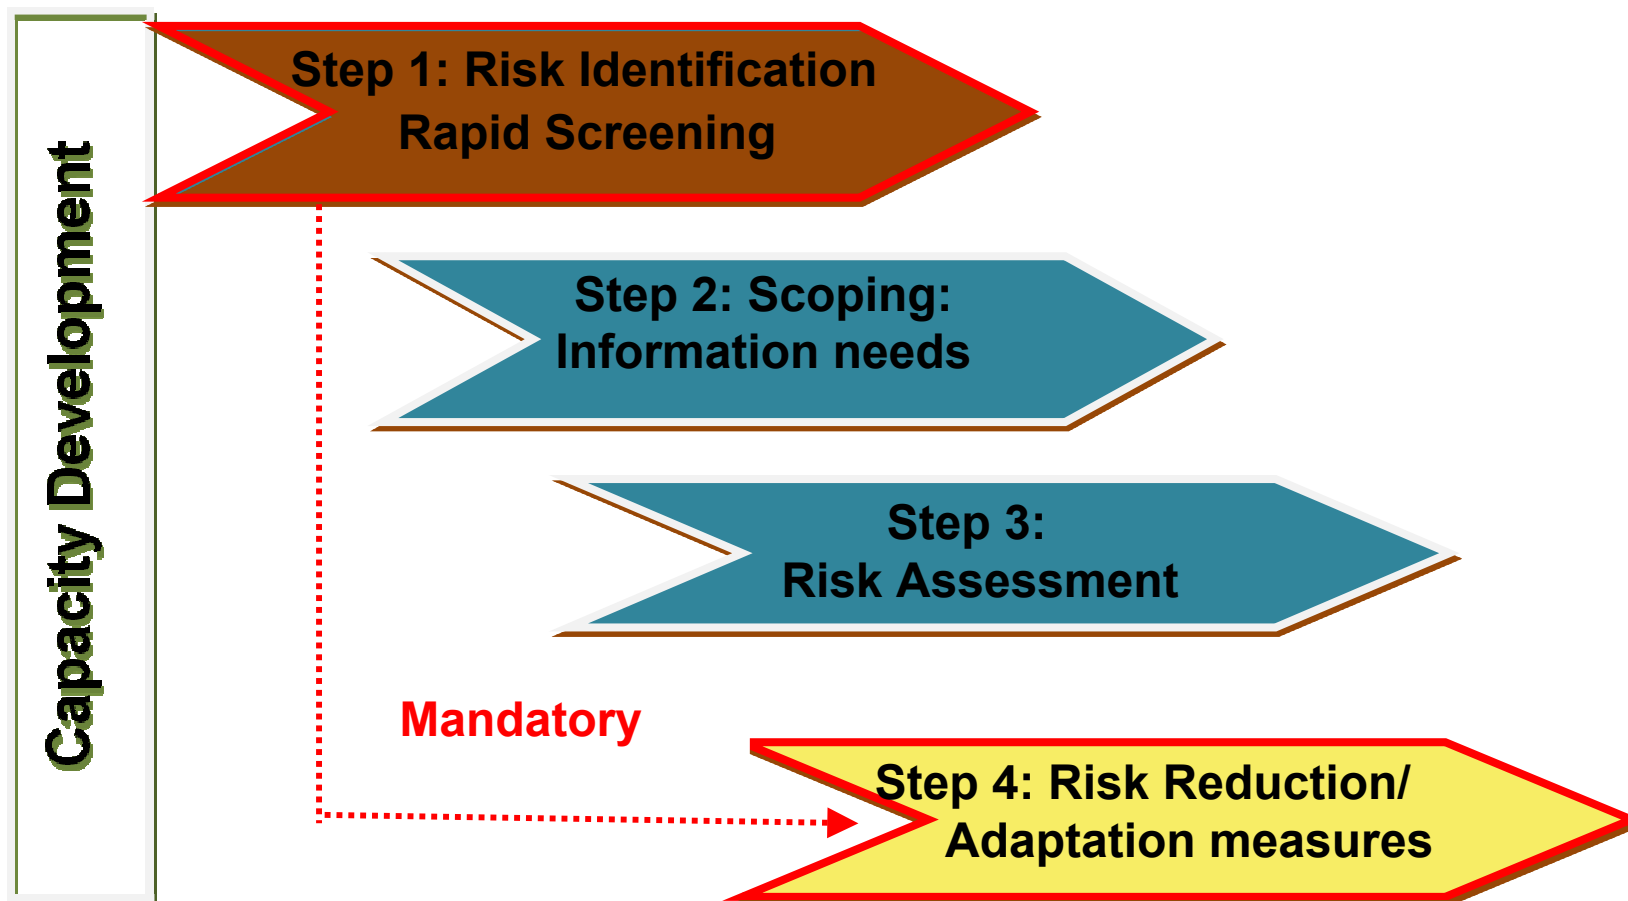 Capacity Development
Step 1: Risk Identification
Rapid Screening
Step 2: Scoping:
Information needs
Step 3:
Risk Assessment
Mandatory
Step 4: Risk Reduction/
Adaptation measures